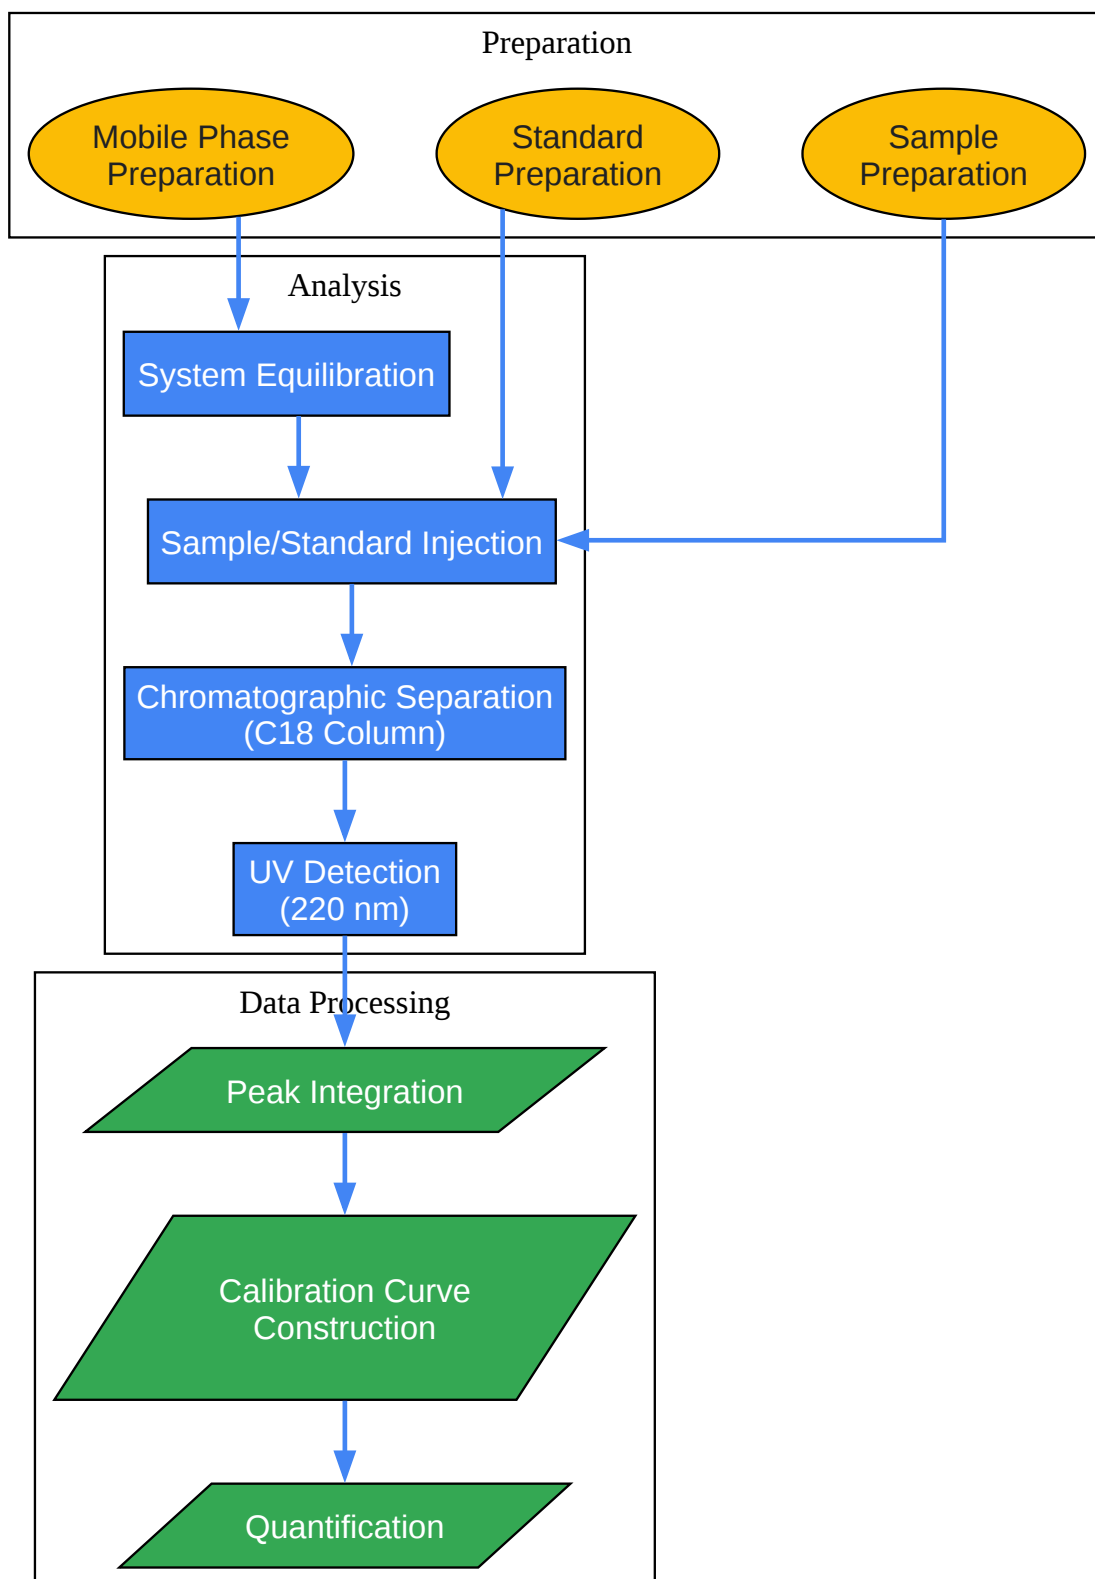 Preparation
Mobile Phase
Preparation
Standard
Preparation
Sample
Preparation
Analysis
System Equilibration
Sample/Standard Injection
Chromatographic Separation
(C18 Column)
UV Detection
(220 nm)
Data Processing
Peak Integration
Calibration Curve
Construction
Quantification